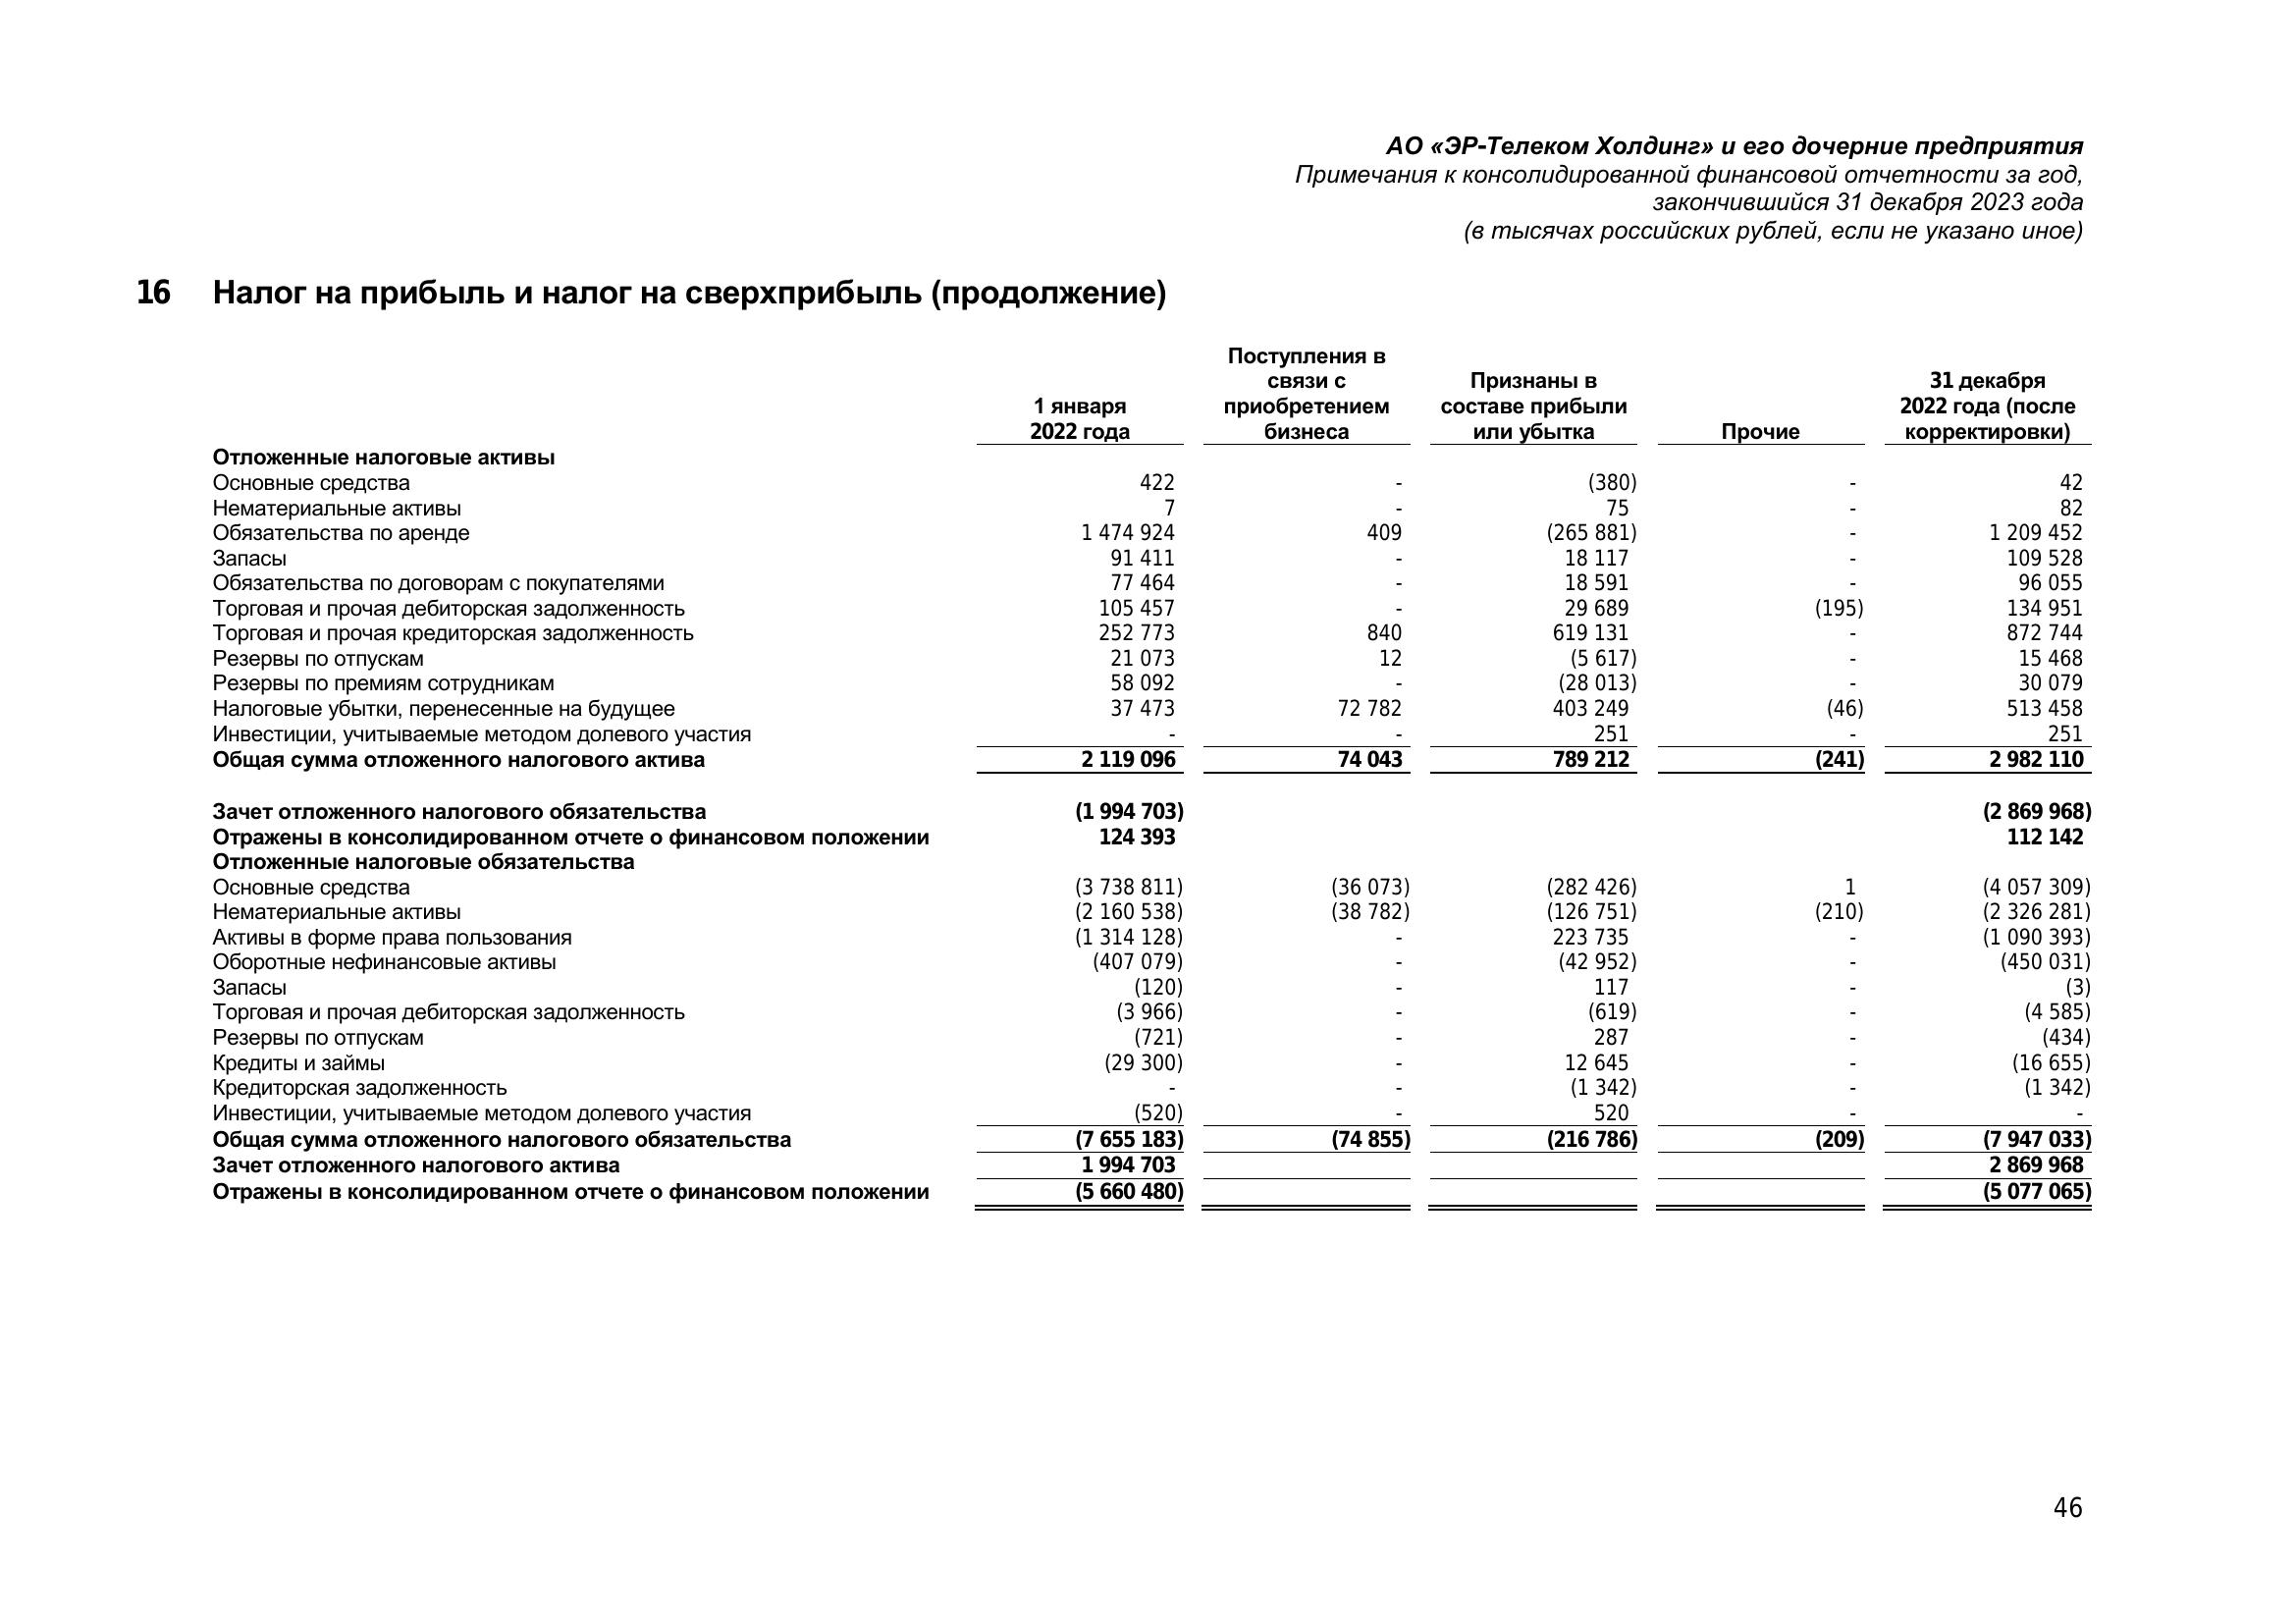 АО «ЭР-Телеком Холдинг» и его дочерние предприятия
Примечания к консолидированной финансовой отчетности за год,
закончившийся 31 декабря 2023 года
(в тысячах российских рублей, если не указано иное)
16 Налог на прибыль и налог на сверхприбыль (продолжение)
Поступления в
связи с Признаны в 31 декабря
1 января приобретением составе прибыли 2022 года (после
2022 года бизнеса или убытка Прочие корректировки)
Отложенные налоговые активы
Основные средства 422 - (380) - 42
Нематериальные активы 7 - 75 - 82
Обязательства по аренде 1 474 924 409 (265 881) - 1 209 452
Запасы 91 411 - 18 117 - 109 528
Обязательства по договорам с покупателями 77 464 - 18 591 - 96 055
Торговая и прочая дебиторская задолженность 105 457 - 29 689 (195) 134 951
Торговая и прочая кредиторская задолженность 252 773 840 619 131 - 872 744
Резервы по отпускам 21 073 12 (5 617) - 15 468
Резервы по премиям сотрудникам 58 092 - (28 013) - 30 079
Налоговые убытки, перенесенные на будущее 37 473 72 782 403 249 (46) 513 458
Инвестиции, учитываемые методом долевого участия - - 251 - 251
Общая сумма отложенного налогового актива 2 119 096 74 043 789 212 (241) 2 982 110
Зачет отложенного налогового обязательства (1 994 703) (2 869 968)
Отражены в консолидированном отчете о финансовом положении 124 393 112 142
Отложенные налоговые обязательства
Основные средства (3 738 811) (36 073) (282 426) 1 (4 057 309)
Нематериальные активы (2 160 538) (38 782) (126 751) (210) (2 326 281)
Активы в форме права пользования (1 314 128) - 223 735 - (1 090 393)
Оборотные нефинансовые активы (407 079) - (42 952) - (450 031)
Запасы (120) - 117 - (3)
Торговая и прочая дебиторская задолженность (3 966) - (619) - (4 585)
Резервы по отпускам (721) - 287 - (434)
Кредиты и займы (29 300) - 12 645 - (16 655)
Кредиторская задолженность - - (1 342) - (1 342)
Инвестиции, учитываемые методом долевого участия (520) - 520 - -
Общая сумма отложенного налогового обязательства (7 655 183) (74 855) (216 786) (209) (7 947 033)
Зачет отложенного налогового актива 1 994 703 2 869 968
Отражены в консолидированном отчете о финансовом положении (5 660 480) (5 077 065)
46